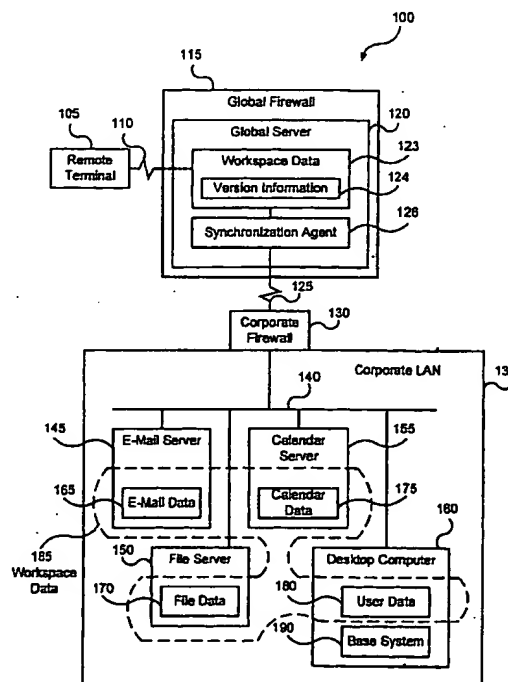 100
115
Global Firewall
105
110
Global Server
120
Remote Terminal
Workspace Data
123
Version Information
124
Synchronization Agent
126
125
Corporate Firewall
130
Corporate LAN
13
140
145
E-Mail Server
Calendar Server
155
165
E-Mail Data
Calendar Data
175
160
185
Workspace Data
150
File Server
Desktop Computer
170
File Data
180
User Data
190
Base System